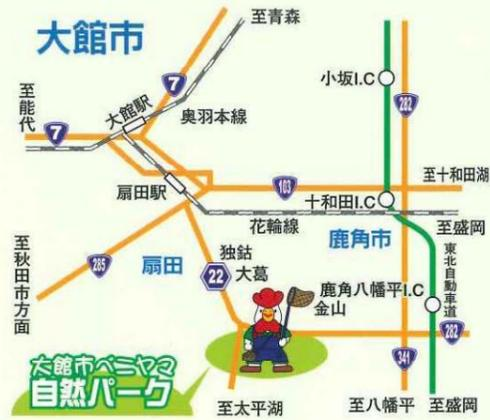 大館市
至青森
7
小坂I.C
282
至能代
大館駅
奥羽本線
7
扇田駅
103
至十和田湖
十和田I.C
花輪線
至盛岡
鹿角市
至秋田市方面
285
扇田
独鈷
22
大葛
東北自動車道
鹿角八幡平I.C
金山
282
大館市ベニヤマ
自然パーク
341
至太平湖
至八幡平
至盛岡